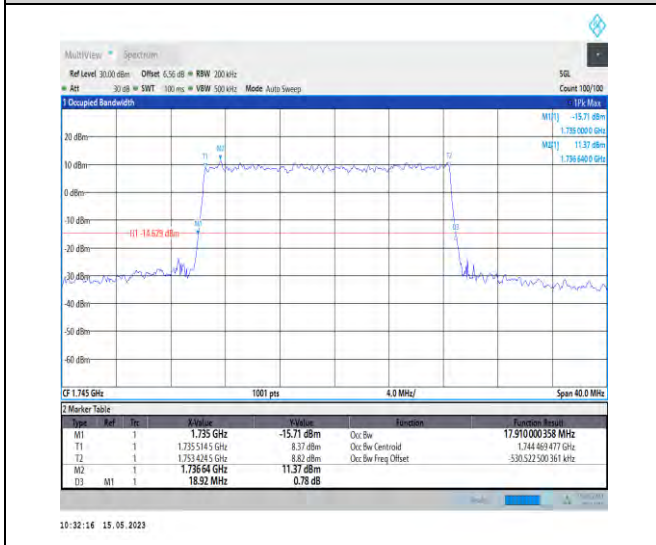 MultiView Spectrum
Ref Level 30.00 dBm Offset 6.56 dB RBW 200 kHz SGL
Att 30 dB SWT 100 ms VBW 500 kHz Mode Auto Sweep Count 100/100
1 Occupied Bandwidth 1Pk Max
M1[1] -15.71 dBm
1.735 000 0 GHz
M2[1] 11.37 dBm
1.736 640 0 GHz
20 dBm
T1 M2 T2
10 dBm
0 dBm
-10 dBm
M1 D3
H1 -14.629 dBm
-20 dBm
-30 dBm
-40 dBm
-50 dBm
-60 dBm
CF 1.745 GHz 1001 pts 4.0 MHz/ Span 40.0 MHz
2 Marker Table
Type Ref Trc X-Value Y-Value Function Function Result
M1 1 1.735 GHz -15.71 dBm Occ Bw 17.910 000 358 MHz
T1 1 1.735 514 5 GHz 8.37 dBm Occ Bw Centroid 1.744 469 477 GHz
T2 1 1.753 424 5 GHz 8.82 dBm Occ Bw Freq Offset -530.522 500 361 kHz
M2 1 1.736 64 GHz 11.37 dBm
D3 M1 1 18.92 MHz 0.78 dB
10:32:16 15.05.2023